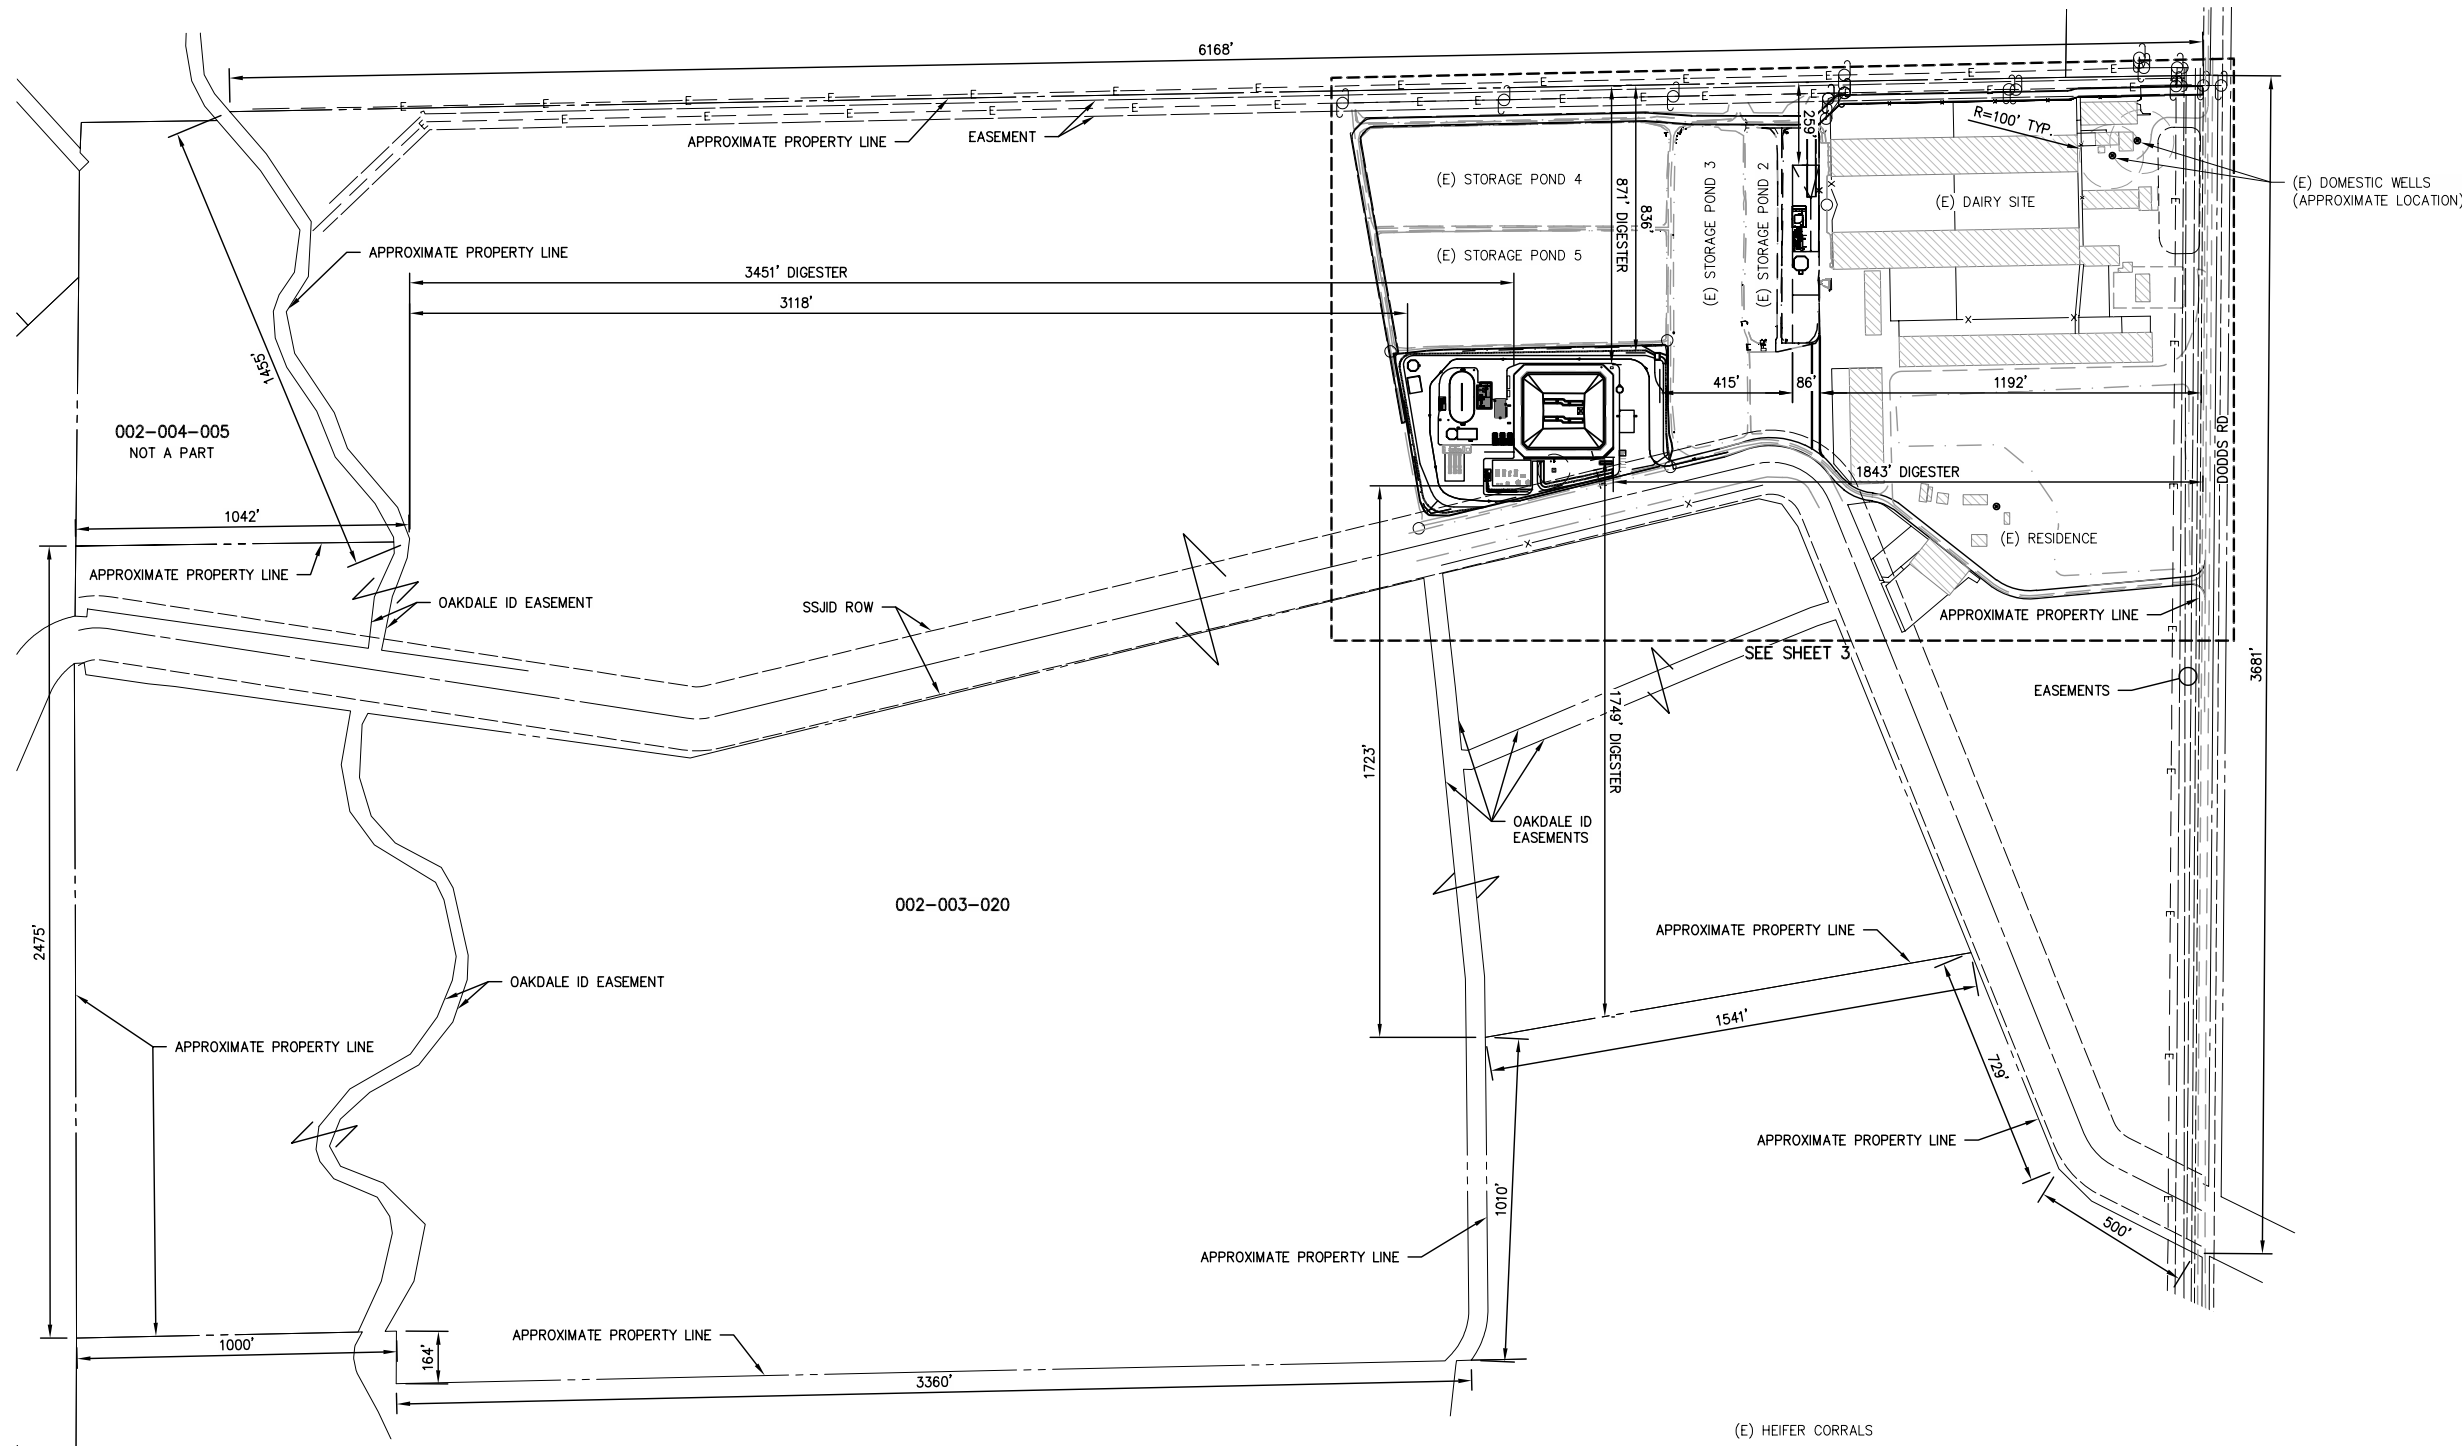 6168'
E E E E E E E E E E E E E
APPROXIMATE PROPERTY LINE
EASEMENT
259'
R=100' TYP.
(E) STORAGE POND 4
871' DIGESTER
836'
(E) STORAGE POND 3
(E) STORAGE POND 2
(E) DAIRY SITE
(E) DOMESTIC WELLS
(APPROXIMATE LOCATION)
APPROXIMATE PROPERTY LINE
(E) STORAGE POND 5
3451' DIGESTER
3118'
1455'
415'
86'
1192'
DODDS RD
002-004-005
NOT A PART
1843' DIGESTER
1042'
(E) RESIDENCE
APPROXIMATE PROPERTY LINE
OAKDALE ID EASEMENT
SSJID ROW
APPROXIMATE PROPERTY LINE
SEE SHEET 3
3681'
EASEMENTS
1723'
1749' DIGESTER
OAKDALE ID
EASEMENTS
002-003-020
2475'
APPROXIMATE PROPERTY LINE
OAKDALE ID EASEMENT
1541'
APPROXIMATE PROPERTY LINE
729'
APPROXIMATE PROPERTY LINE
1010'
500'
APPROXIMATE PROPERTY LINE
APPROXIMATE PROPERTY LINE
1000'
164'
3360'
(E) HEIFER CORRALS